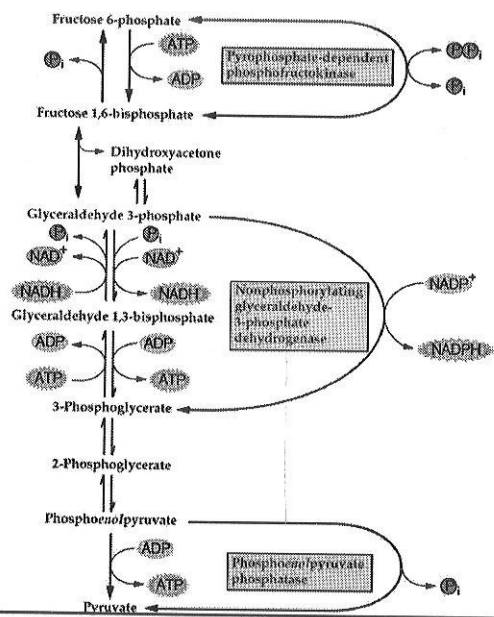 Fructose 6-phosphate
ATP
Pi
ADP
Pyrophosphate-dependent
phosphofructokinase
PPi
Pi
Fructose 1,6-bisphosphate
Dihydroxyacetone
phosphate
Glyceraldehyde 3-phosphate
Pi
Pi
NAD+
NAD+
NADH
NADH
Nonphosphorylating
glyceraldehyde-
3-phosphate
dehydrogenase
NADP+
NADPH
Glyceraldehyde 1,3-bisphosphate
ADP
ADP
ATP
ATP
3-Phosphoglycerate
2-Phosphoglycerate
Phosphoenolpyruvate
ADP
ATP
Phosphoenolpyruvate
phosphatase
Pi
Pyruvate